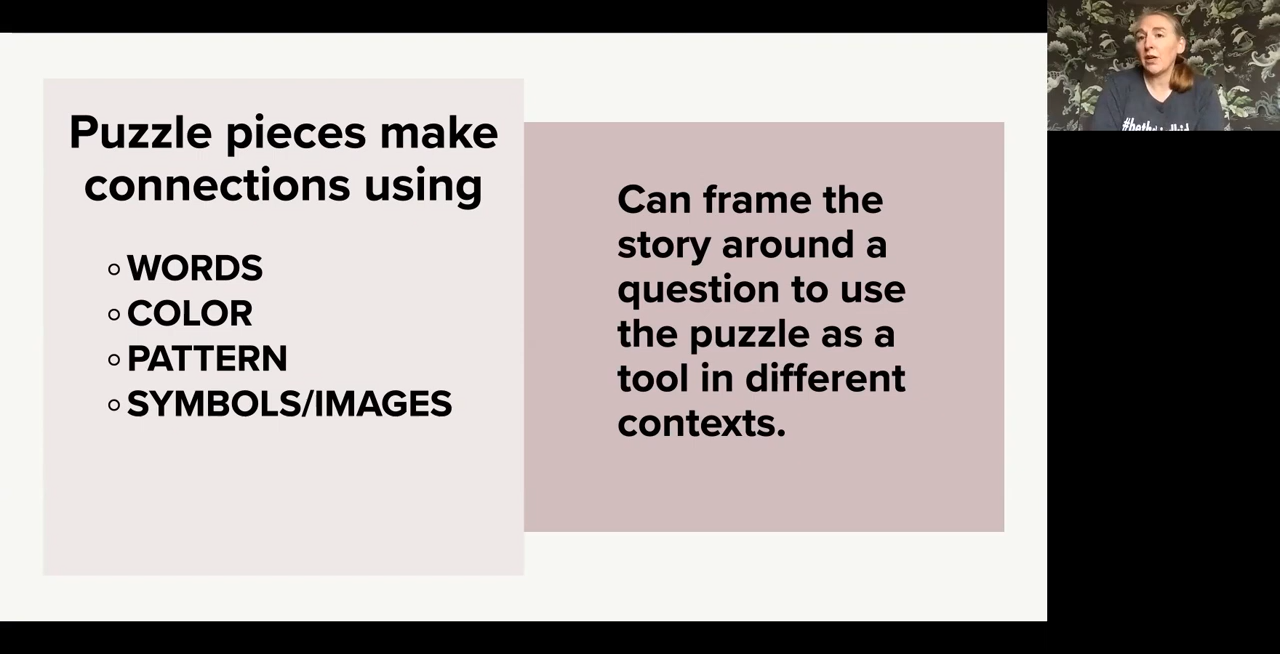 Puzzle pieces make
connections using
WORDS
COLOR
PATTERN
SYMBOLS/IMAGES
Can frame the
story around a
question to use
the puzzle as a
tool in different
contexts.